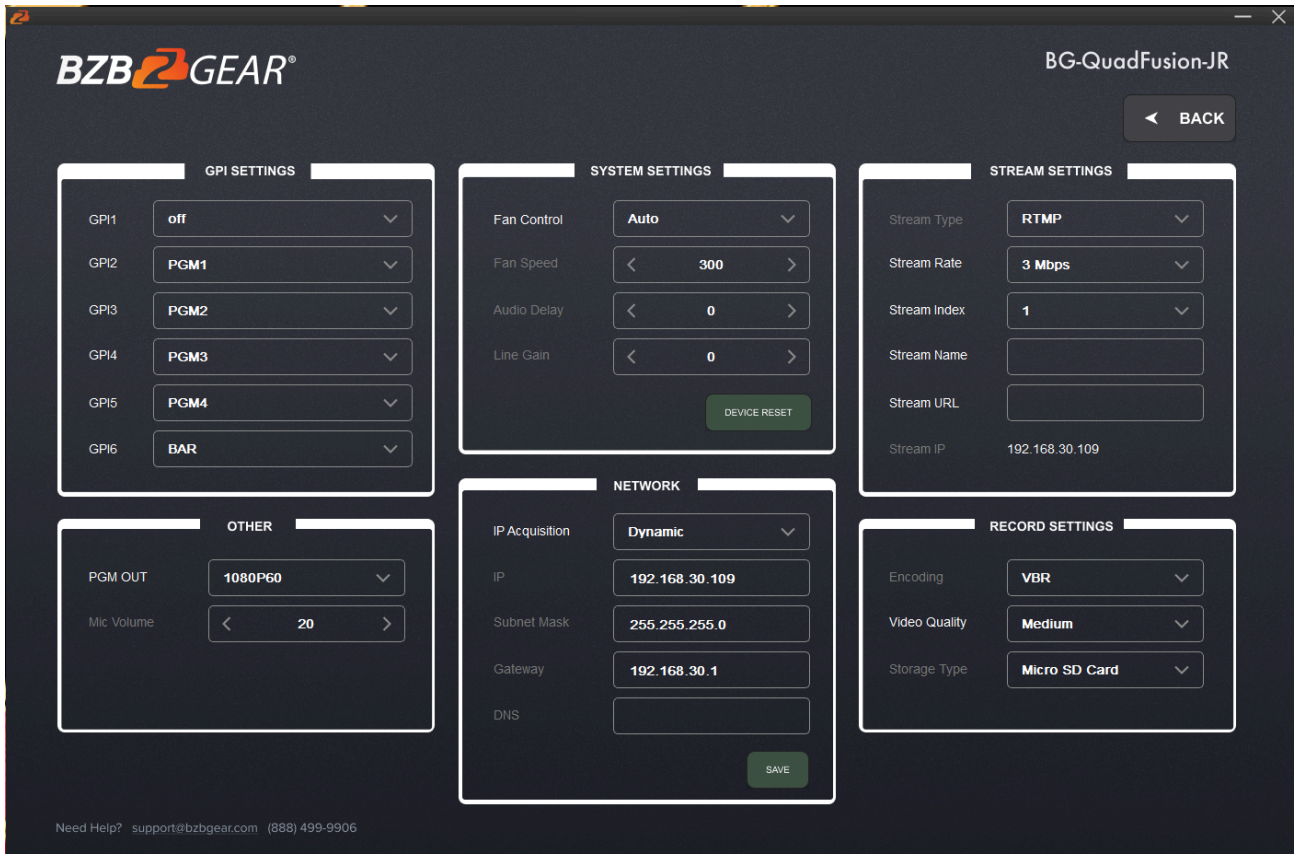 BZB GEAR®
BG-QuadFusion-JR
BACK
GPI SETTINGS
GPI1 off
GPI2 PGM1
GPI3 PGM2
GPI4 PGM3
GPI5 PGM4
GPI6 BAR
OTHER
PGM OUT 1080P60
Mic Volume 20
SYSTEM SETTINGS
Fan Control Auto
Fan Speed 300
Audio Delay 0
Line Gain 0
DEVICE RESET
NETWORK
IP Acquisition Dynamic
IP 192.168.30.109
Subnet Mask 255.255.255.0
Gateway 192.168.30.1
DNS
SAVE
STREAM SETTINGS
Stream Type RTMP
Stream Rate 3 Mbps
Stream Index 1
Stream Name
Stream URL
Stream IP 192.168.30.109
RECORD SETTINGS
Encoding VBR
Video Quality Medium
Storage Type Micro SD Card
Need Help? support@bzbgear.com (888) 499-9906